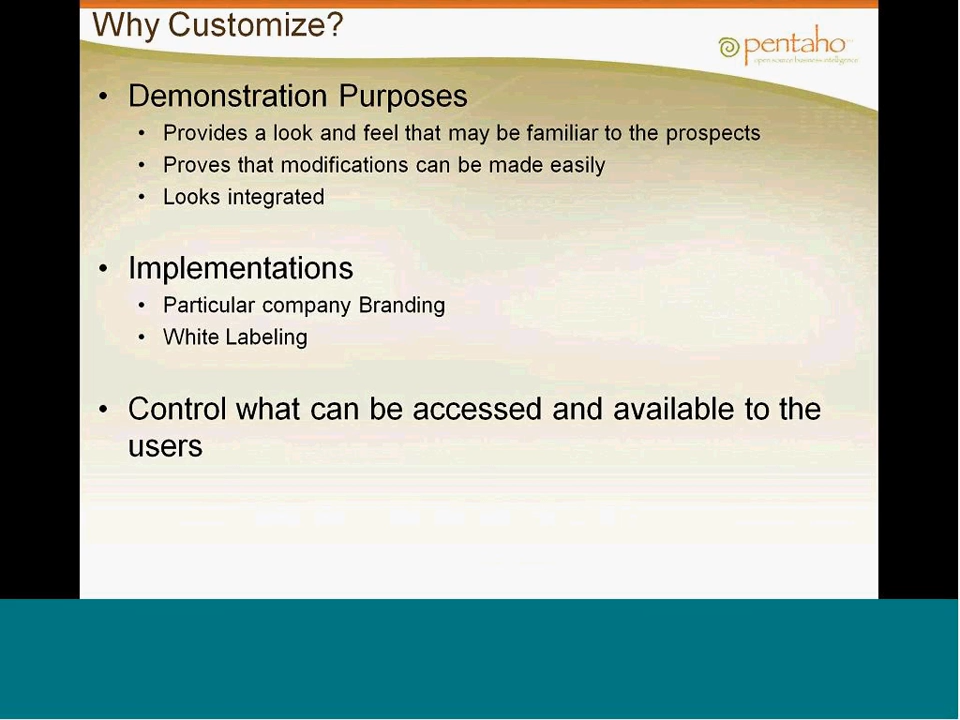 Why Customize?
pentaho
open source business intelligence
• Demonstration Purposes
• Provides a look and feel that may be familiar to the prospects
• Proves that modifications can be made easily
• Looks integrated
• Implementations
• Particular company Branding
• White Labeling
• Control what can be accessed and available to the
users